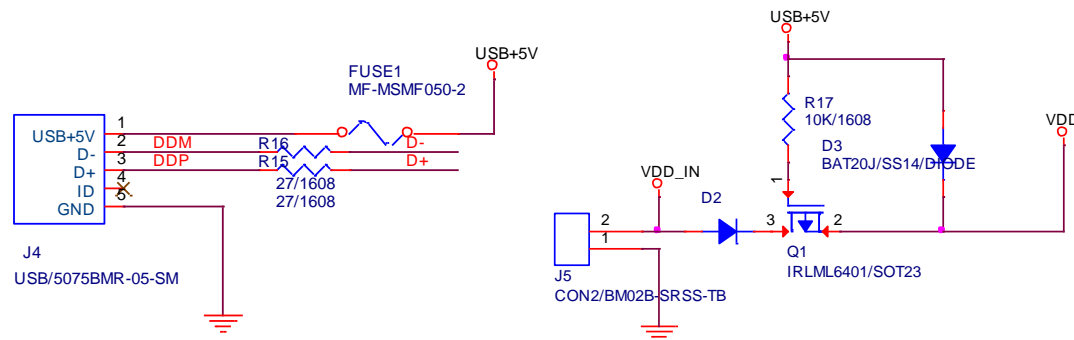 USB+5V
FUSE1
MF-MSMF050-2
USB+5V
D-
D+
ID
GND
1
2
3
4
5
DDM
DDP
R16
R15
D-
D+
27/1608
27/1608
J4
USB/5075BMR-05-SM
USB+5V
R17
10K/1608
D3
BAT20J/SS14/DIODE
VDD
VDD_IN
D2
1
3
2
Q1
IRLML6401/SOT23
2
1
J5
CON2/BM02B-SRSS-TB